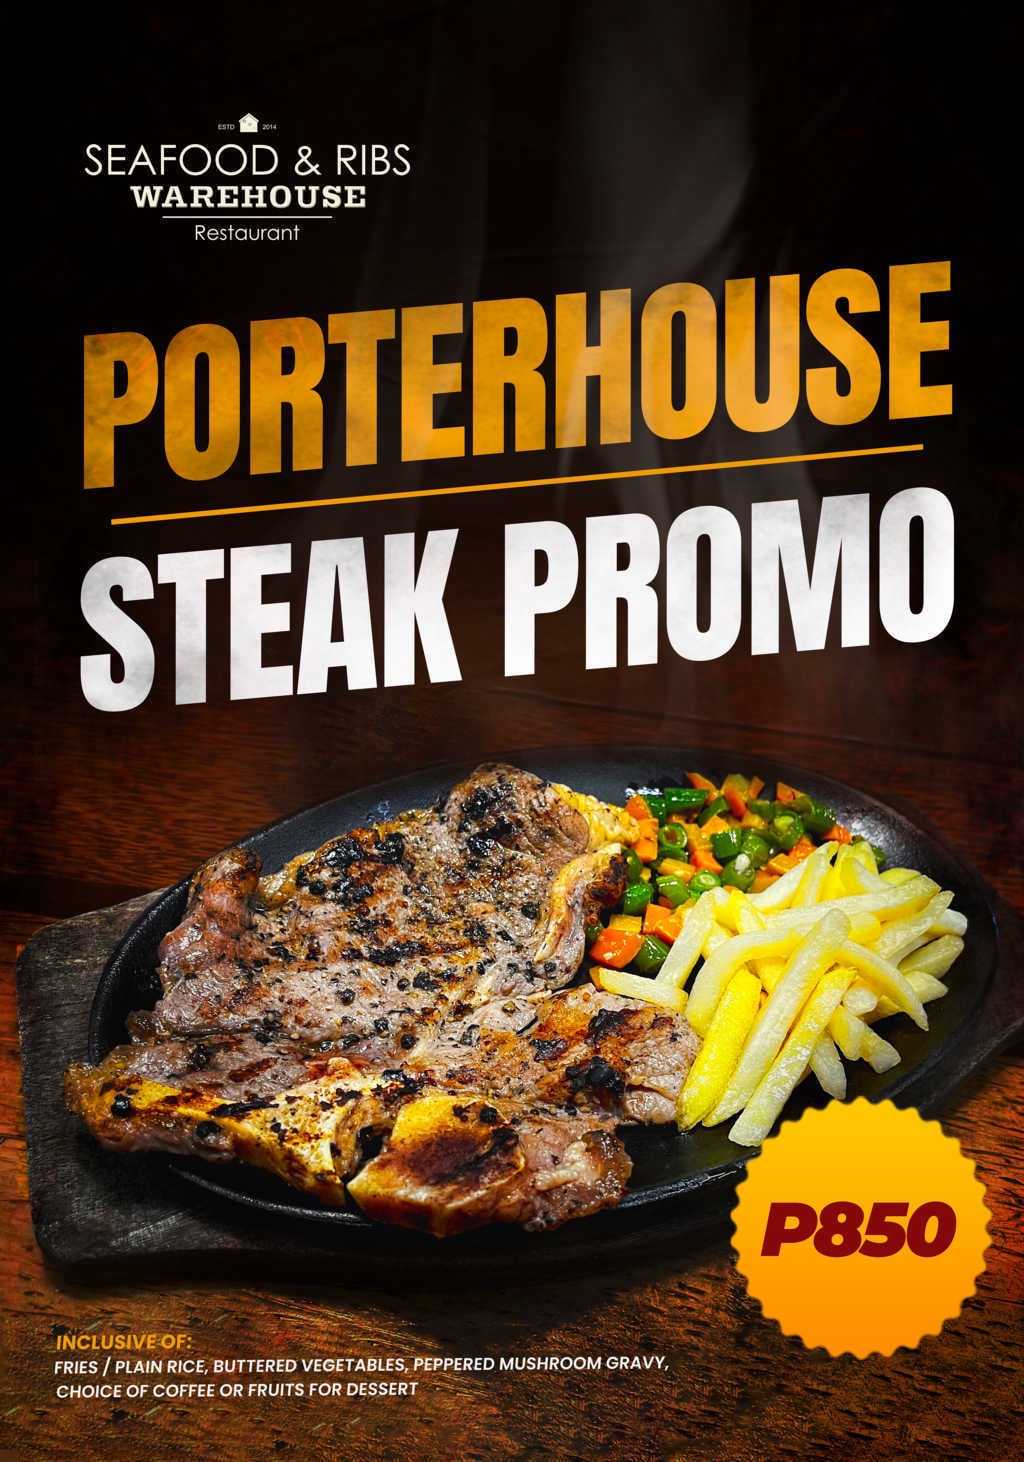 ESTD 2014
SEAFOOD & RIBS
WAREHOUSE
Restaurant
PORTERHOUSE
STEAK PROMO
P850
INCLUSIVE OF:
FRIES / PLAIN RICE, BUTTERED VEGETABLES, PEPPERED MUSHROOM GRAVY,
CHOICE OF COFFEE OR FRUITS FOR DESSERT